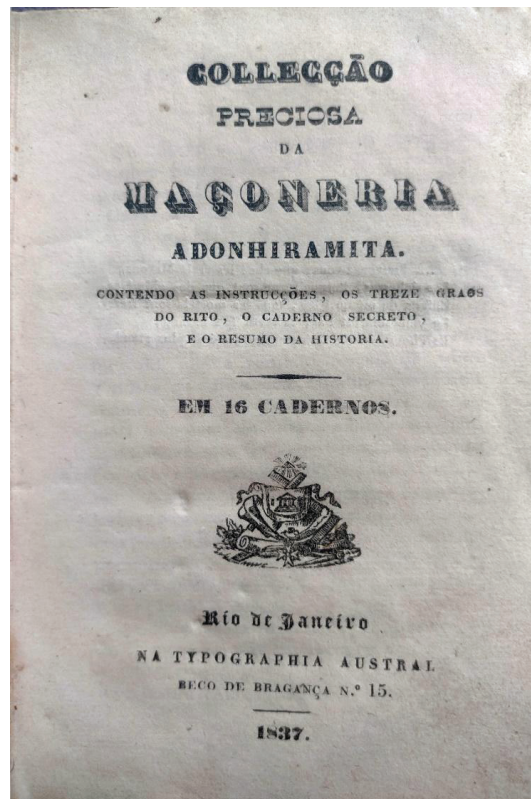 COLLECÇÃO
PRECIOSA
DA
MAÇONERIA
ADONHIRAMITA.
CONTENDO AS INSTRUCÇÕES, OS TREZE GRAOS
DO RITO, O CADERNO SECRETO,
E O RESUMO DA HISTORIA.
EM 16 CADERNOS.
Rio de Janeiro
NA TYPOGRAPHIA AUSTRAL
BECO DE BRAGANÇA N.º 15.
1837.